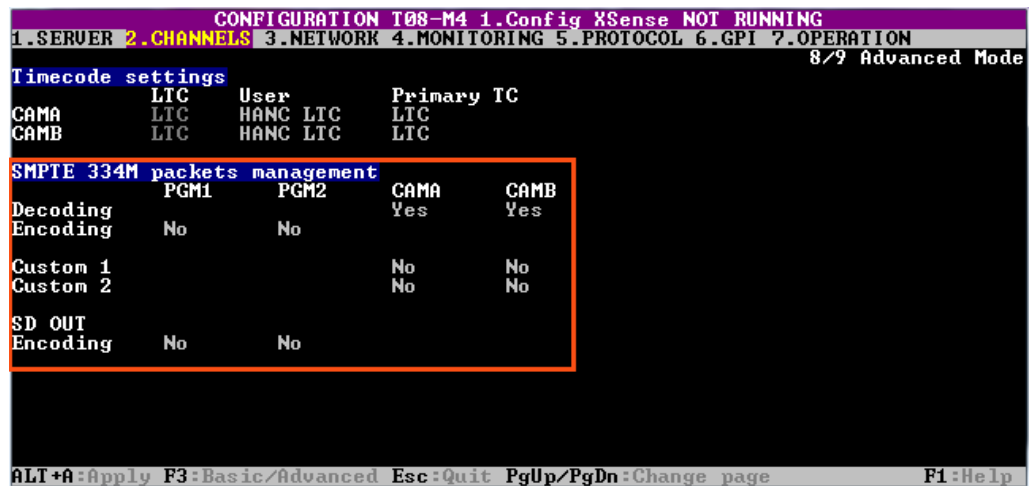 CONFIGURATION T08-M4 1.Config XSense NOT RUNNING
1.SERVER 2.CHANNELS 3.NETWORK 4.MONITORING 5.PROTOCOL 6.GPI 7.OPERATION
8/9 Advanced Mode
Timecode settings
LTC User Primary TC
CAMA LTC HANC LTC LTC
CAMB LTC HANC LTC LTC
SMPTE 334M packets management
PGM1 PGM2 CAMA CAMB
Decoding Yes Yes
Encoding No No
Custom 1 No No
Custom 2 No No
SD OUT
Encoding No No
ALT+A:Apply F3:Basic/Advanced Esc:Quit PgUp/PgDn:Change page F1:Help